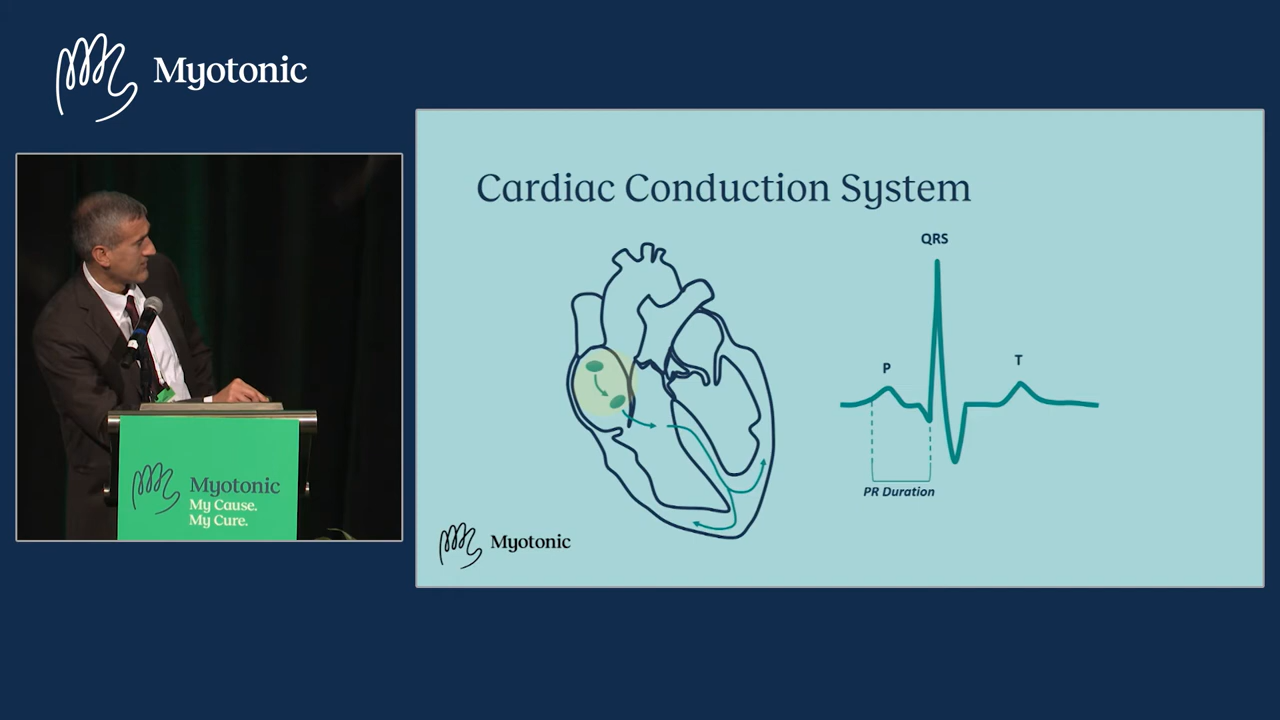 Myotonic
Cardiac Conduction System
QRS
P
T
PR Duration
Myotonic
Myotonic
My Cause.
My Cure.